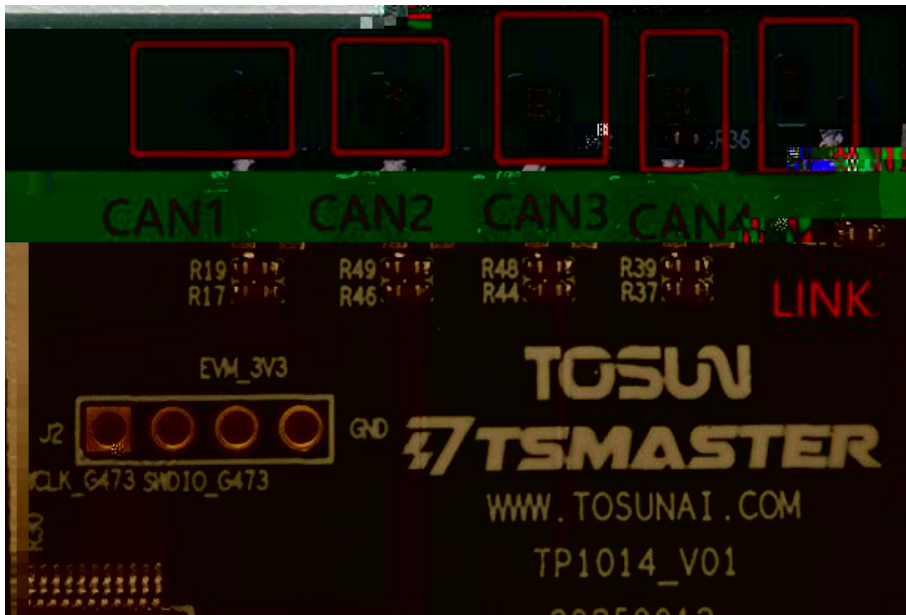 R36
CAN1 CAN2 CAN3 CAN4
R19 R49 R48 R39
R17 R46 R44 R37
LINK
EVM_3V3
TOSUN
J2 GND
TSMASTER
CLK_G473 SWDIO_G473
WWW.TOSUNAI.COM
R30
TP1014_V01